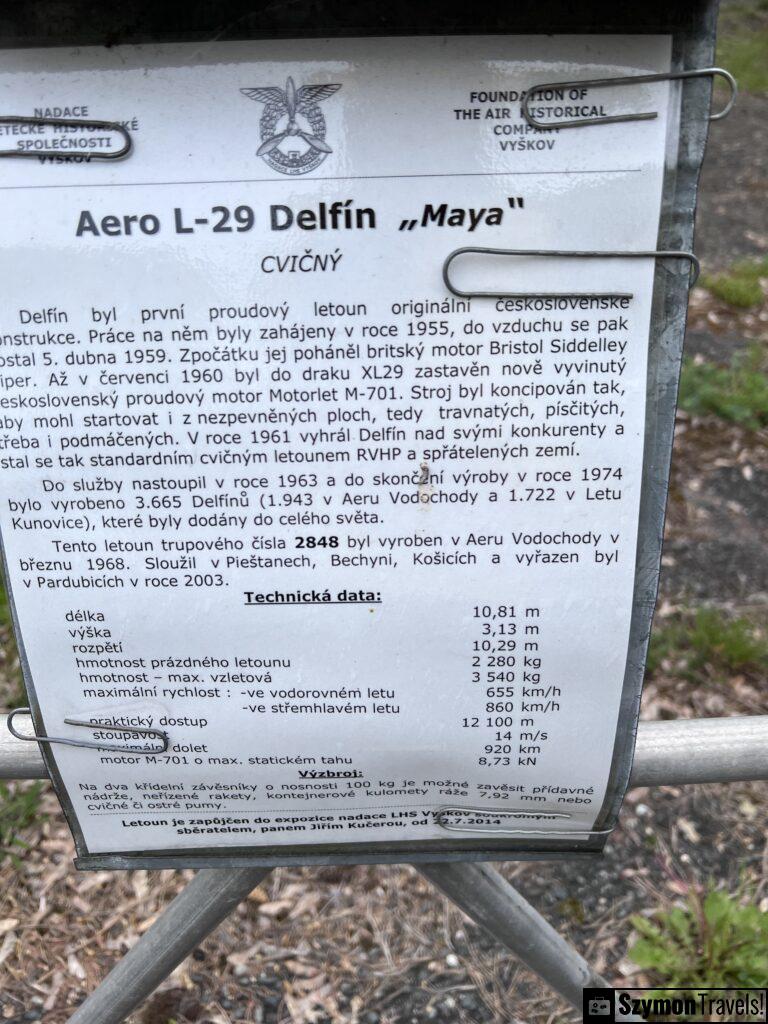 NADACE
LETECKÉ HISTORICKÉ
SPOLEČNOSTI
VYŠKOV
FOUNDATION OF
THE AIR HISTORICAL
COMPANY
VYŠKOV
Aero L-29 Delfín „Maya“
CVIČNÝ
Delfín byl první proudový letoun originální československé
onstrukce. Práce na něm byly zahájeny v roce 1955, do vzduchu se pak
ostal 5. dubna 1959. Zpočátku jej poháněl britský motor Bristol Siddelley
íper. Až v červenci 1960 byl do draku XL29 zastavěn nově vyvinutý
eskoslovenský proudový motor Motorlet M-701. Stroj byl koncipován tak,
aby mohl startovat i z nezpevněných ploch, tedy travnatých, písčitých,
třeba i podmáčených. V roce 1961 vyhrál Delfín nad svými konkurenty a
stal se tak standardním cvičným letounem RVHP a spřátelených zemí.
Do služby nastoupil v roce 1963 a do skončání výroby v roce 1974
bylo vyrobeno 3.665 Delfínů (1.943 v Aeru Vodochody a 1.722 v Letu
Kunovice), které byly dodány do celého světa.
Tento letoun trupového čísla 2848 byl vyroben v Aeru Vodochody v
březnu 1968. Sloužil v Pieštanech, Bechyni, Košicích a vyřazen byl
v Pardubicích v roce 2003.
Technická data:
délka 10,81 m
výška 3,13 m
rozpětí 10,29 m
hmotnost prázdného letounu 2 280 kg
hmotnost – max. vzletová 3 540 kg
maximální rychlost : -ve vodorovném letu 655 km/h
-ve střemhlavém letu 860 km/h
praktický dostup 12 100 m
stoupavost 14 m/s
maximální dolet 920 km
motor M-701 o max. statickém tahu 8,73 kN
Výzbroj:
Na dva křídelní závěsníky o nosnosti 100 kg je možné zavěsit přídavné
nádrže, neřízené rakety, kontejnerové kulomety ráže 7,92 mm nebo
cvičné či ostré pumy.
Letoun je zapůjčen do expozice nadace LHS Vyškov soukromým
sběratelem, panem Jiřím Kučerou, od 22.7.2014
SzymonTravels!